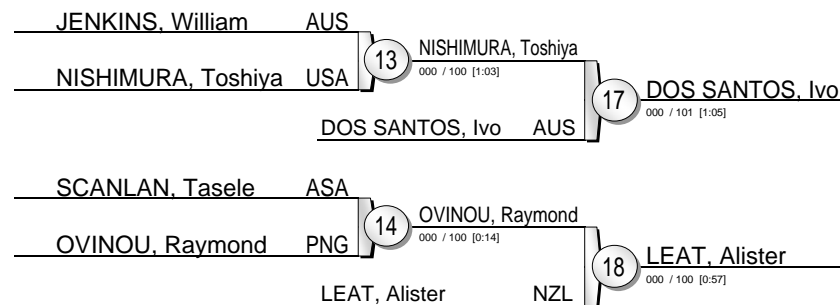 JENKINS, William AUS
13 NISHIMURA, Toshiya
000 / 100 [1:03]
NISHIMURA, Toshiya USA
17 DOS SANTOS, Ivo
000 / 101 [1:05]
DOS SANTOS, Ivo AUS
SCANLAN, Tasele ASA
14 OVINOU, Raymond
000 / 100 [0:14]
OVINOU, Raymond PNG
18 LEAT, Alister
000 / 100 [0:57]
LEAT, Alister NZL